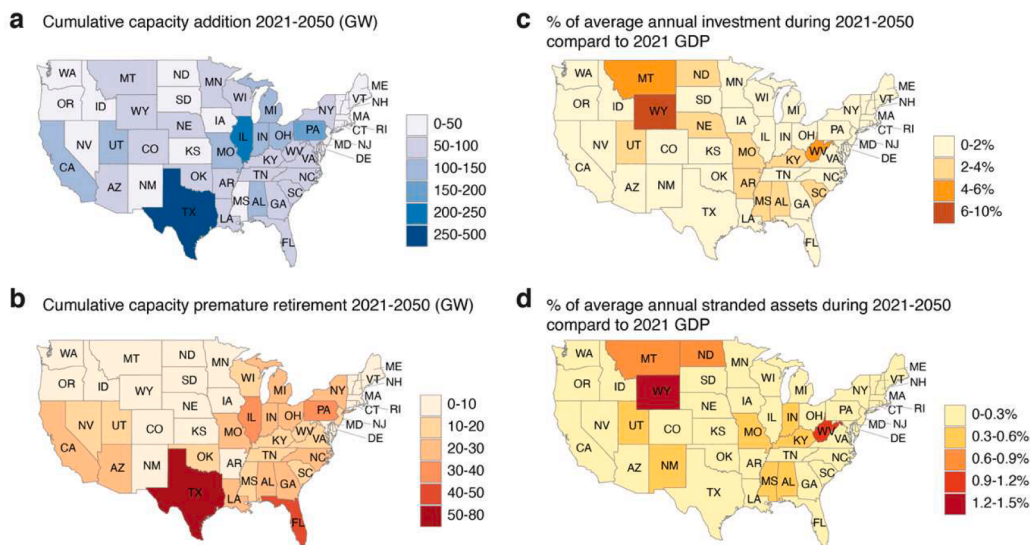 a Cumulative capacity addition 2021-2050 (GW)
WA MT ND MN ME
VT NH
OR ID SD WI MI NY MA
WY IA CT RI
NV NE IL IN OH PA MD NJ
UT CO KS MO WV VA DE
CA KY
TN NC
AZ NM OK AR SC
MS AL GA
TX LA
FL
0-50
50-100
100-150
150-200
200-250
250-500
c % of average annual investment during 2021-2050
compard to 2021 GDP
WA MT ND MN ME
VT NH
OR ID SD WI MI NY MA
WY IA CT RI
NV NE IL IN OH PA MD NJ
UT CO KS MO WV VA DE
CA KY
TN NC
AZ NM OK AR SC
MS AL GA
TX LA
FL
0-2%
2-4%
4-6%
6-10%
b Cumulative capacity premature retirement 2021-2050 (GW)
WA MT ND MN ME
VT NH
OR ID SD WI MI NY MA
WY IA CT RI
NV NE IL IN OH PA MD NJ
UT CO KS MO WV VA DE
CA KY
TN NC
AZ NM OK AR SC
MS AL GA
TX LA
FL
0-10
10-20
20-30
30-40
40-50
50-80
d % of average annual stranded assets during 2021-2050
compard to 2021 GDP
WA MT ND MN ME
VT NH
OR ID SD WI MI NY MA
WY IA CT RI
NV NE IL IN OH PA MD NJ
UT CO KS MO WV VA DE
CA KY
TN NC
AZ NM OK AR SC
MS AL GA
TX LA
FL
0-0.3%
0.3-0.6%
0.6-0.9%
0.9-1.2%
1.2-1.5%